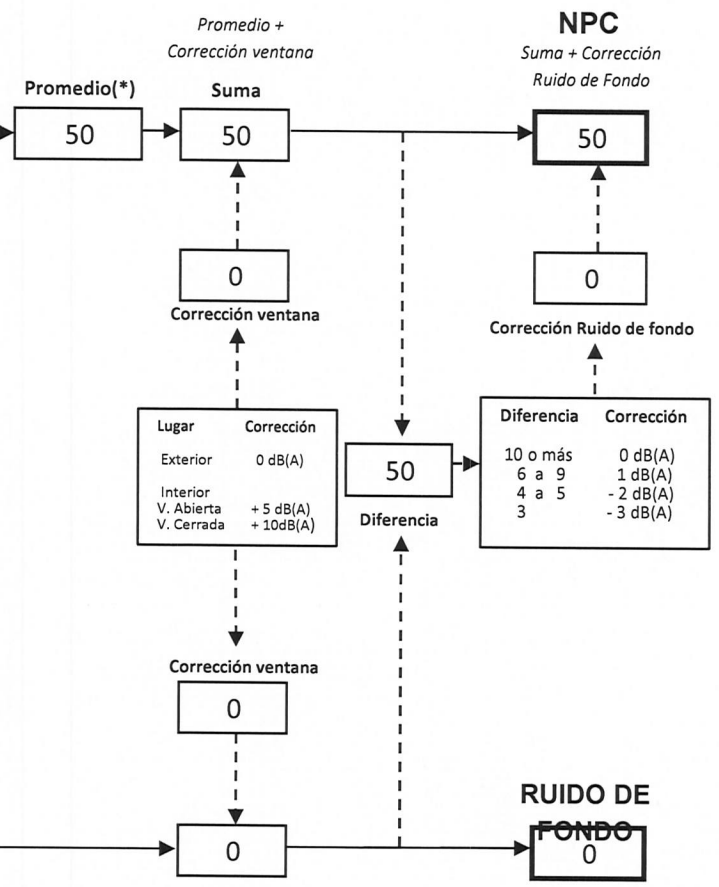 Promedio +
Corrección ventana
NPC
Suma + Corrección
Ruido de Fondo
Promedio(*)
Suma
50
50
50
0
Corrección ventana
0
Corrección Ruido de fondo
Lugar Corrección
Exterior 0 dB(A)
Interior
V. Abierta + 5 dB(A)
V. Cerrada + 10dB(A)
50
Diferencia
Diferencia Corrección
10 o más 0 dB(A)
6 a 9 1 dB(A)
4 a 5 - 2 dB(A)
3 - 3 dB(A)
Corrección ventana
0
0
RUIDO DE
FONDO
0